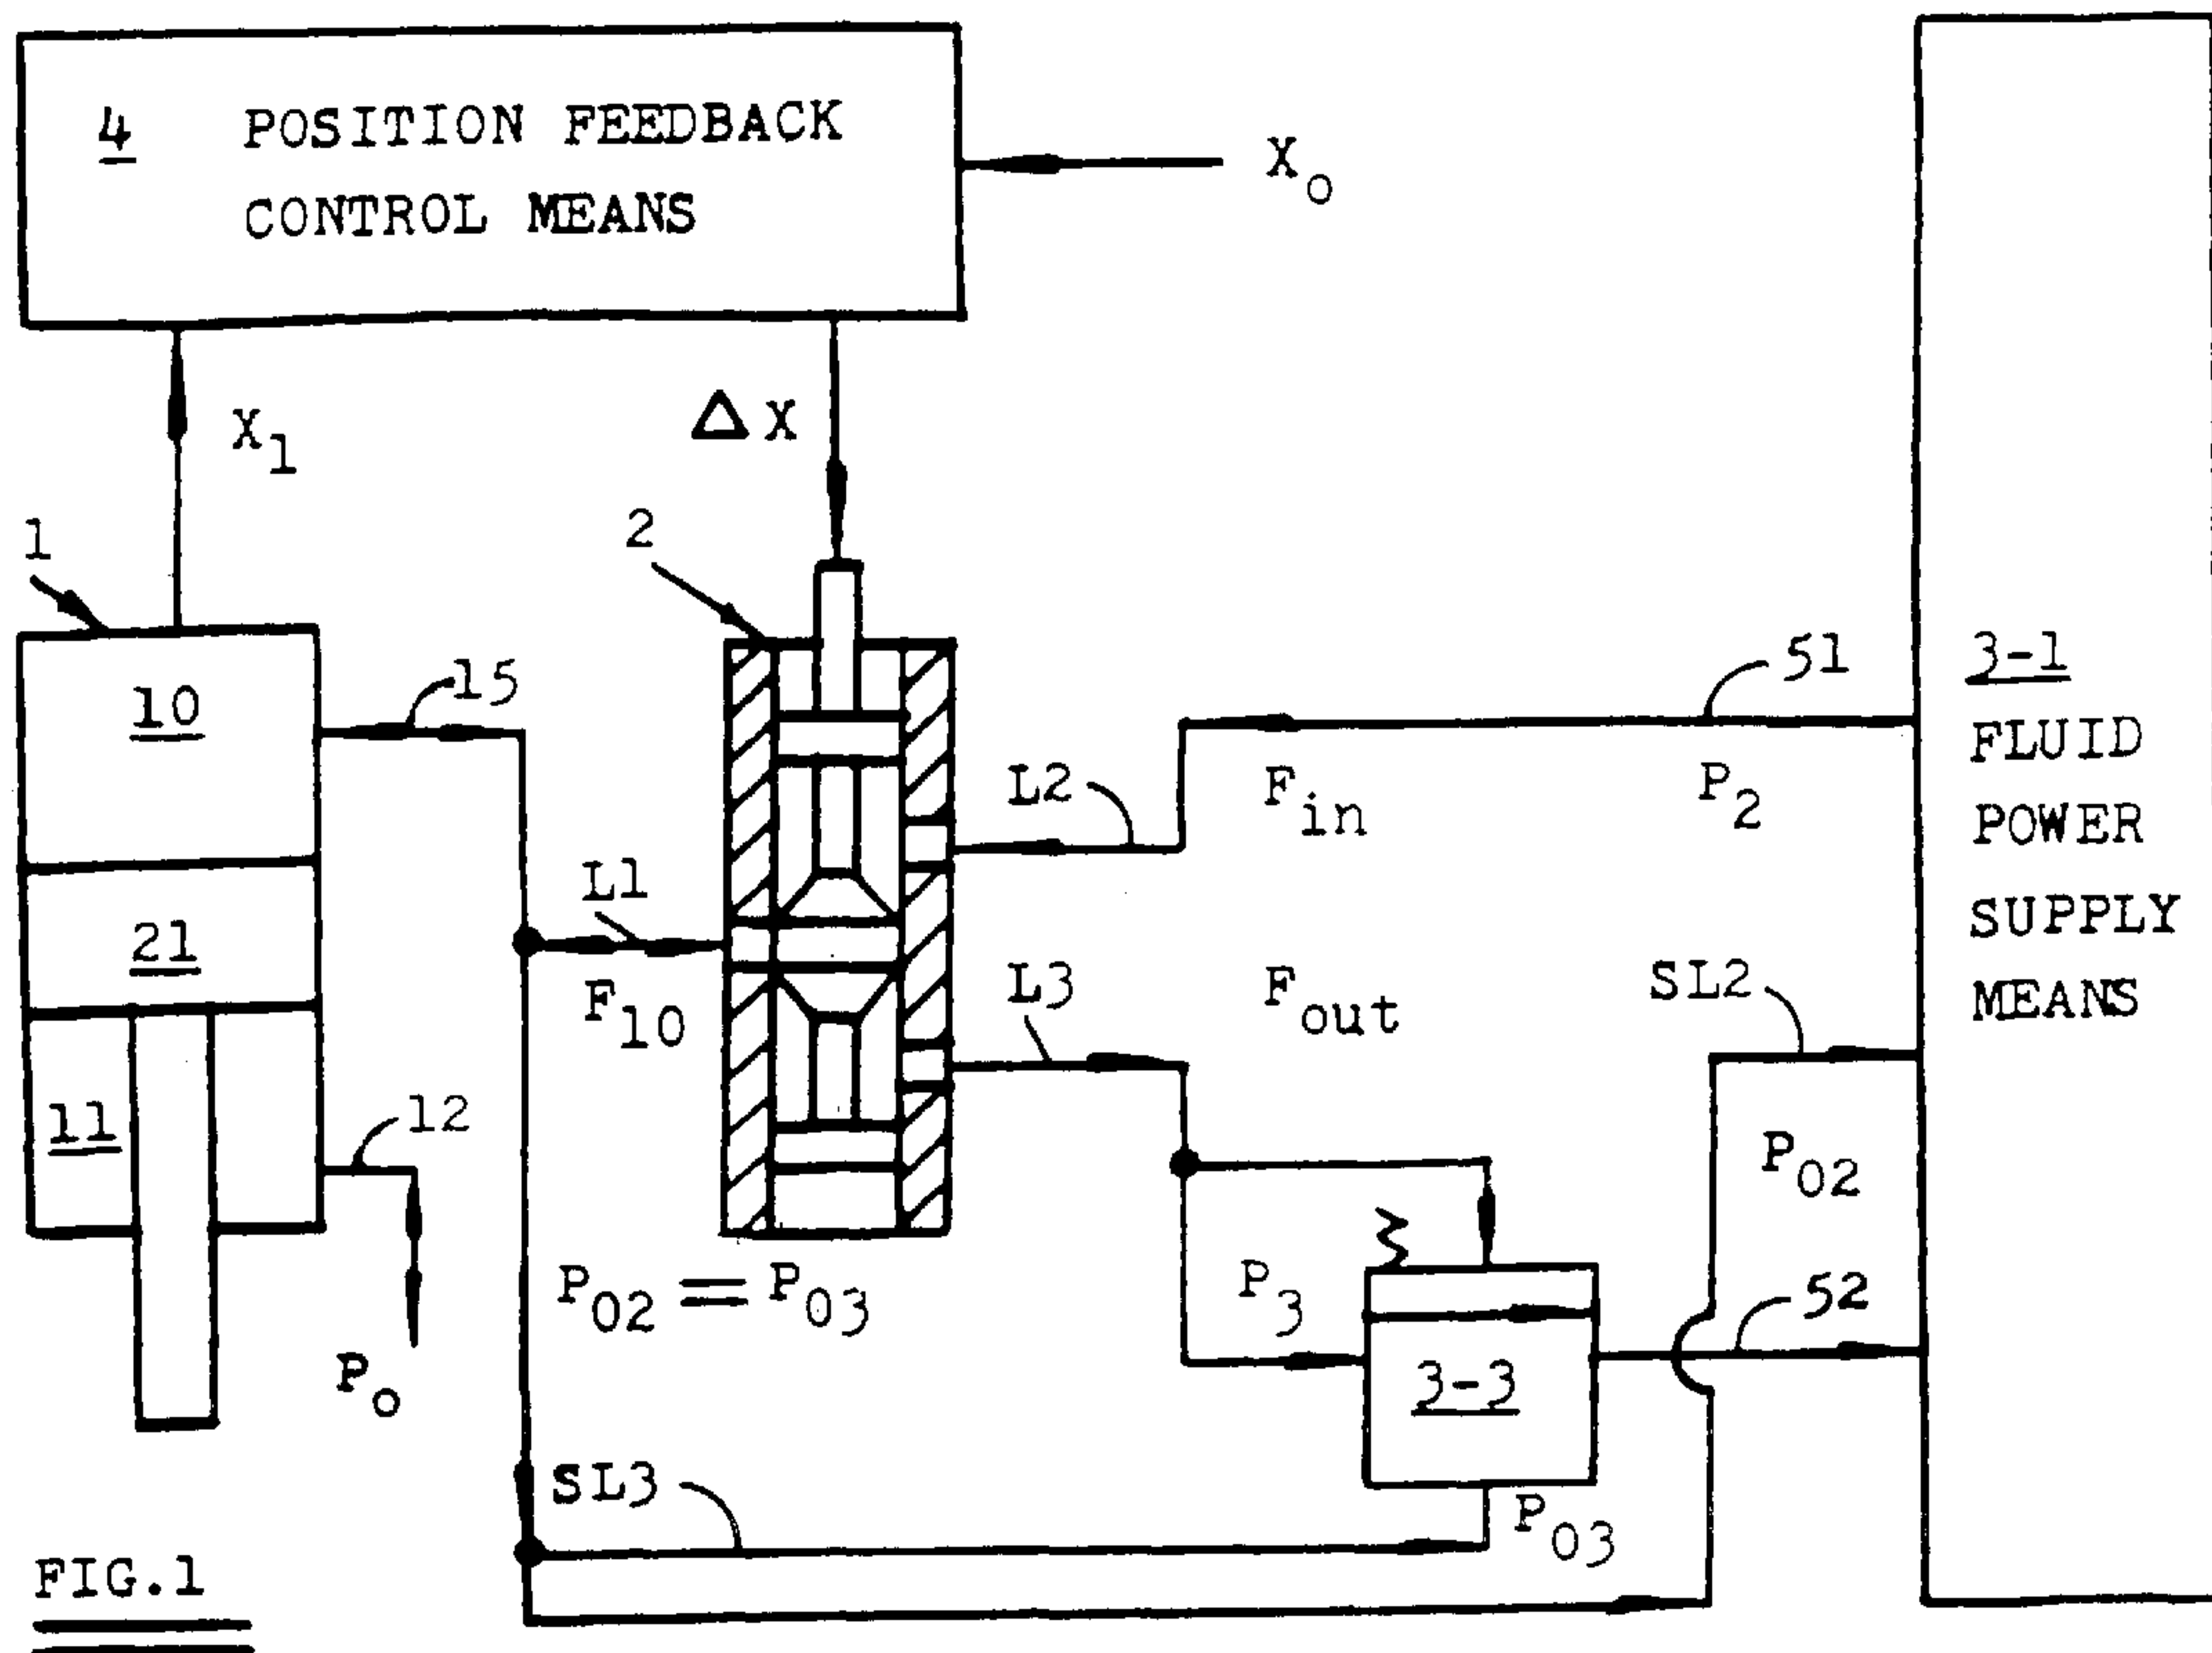 4 POSITION FEEDBACK
CONTROL MEANS
X₀
X₁
ΔX
1
2
10
15
21
11
12
P₀
L1
F₁₀
L2
F_in
51
P₂
3-1
FLUID
POWER
SUPPLY
MEANS
L3
F_out
SL2
P₀₂
P₀₂ = P₀₃
P₃
52
3-3
SL3
P₀₃
FIG.1